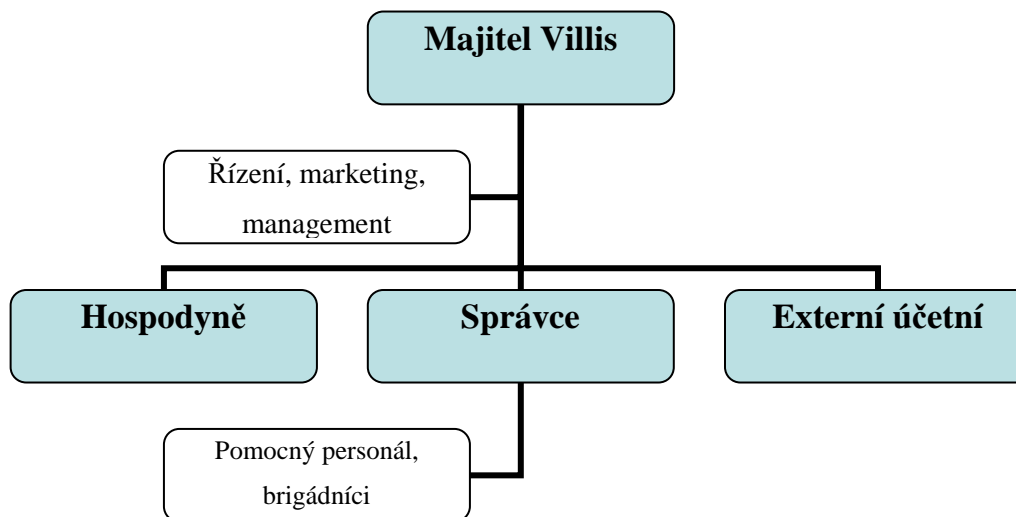 Majitel Villis
Řízení, marketing,
management
Hospodyně
Správce
Externí účetní
Pomocný personál,
brigádníci